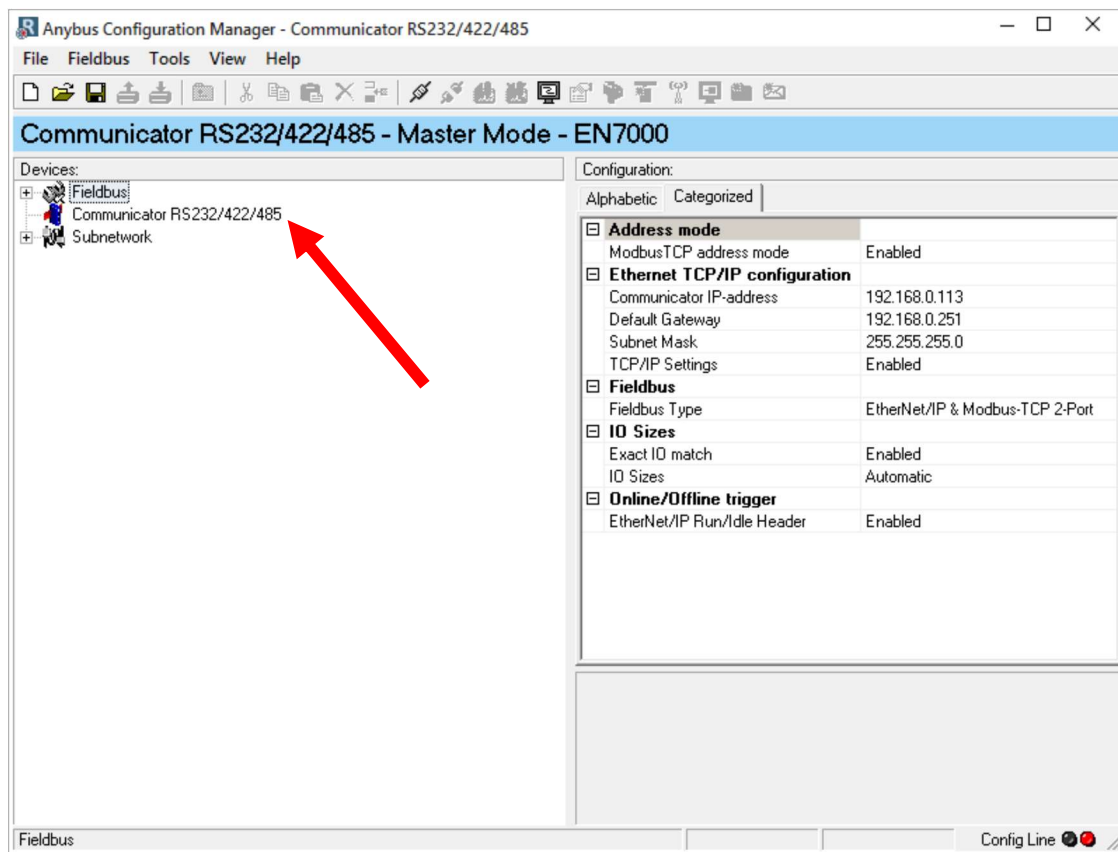 Anybus Configuration Manager - Communicator RS232/422/485
File Fieldbus Tools View Help
Communicator RS232/422/485 - Master Mode - EN7000
Devices:
Fieldbus
Communicator RS232/422/485
Subnetwork
Configuration:
Alphabetic Categorized
Address mode
ModbusTCP address mode Enabled
Ethernet TCP/IP configuration
Communicator IP-address 192.168.0.113
Default Gateway 192.168.0.251
Subnet Mask 255.255.255.0
TCP/IP Settings Enabled
Fieldbus
Fieldbus Type EtherNet/IP & Modbus-TCP 2-Port
IO Sizes
Exact IO match Enabled
IO Sizes Automatic
Online/Offline trigger
EtherNet/IP Run/Idle Header Enabled
Fieldbus
Config Line